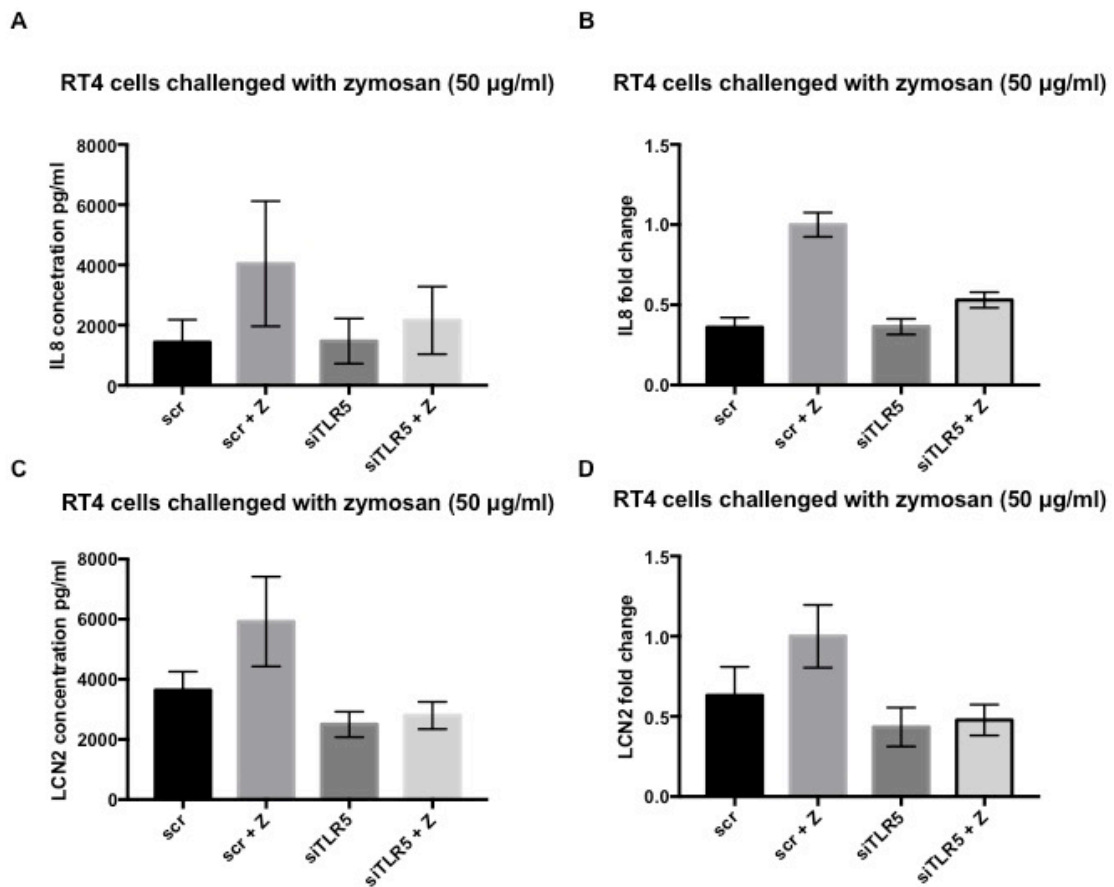 A
RT4 cells challenged with zymosan (50 µg/ml)
IL8 concetration pg/ml
8000
6000
4000
2000
0
scr
scr + Z
siTLR5
siTLR5 + Z
B
RT4 cells challenged with zymosan (50 µg/ml)
IL8 fold change
1.5
1.0
0.5
0.0
scr
scr + Z
siTLR5
siTLR5 + Z
C
RT4 cells challenged with zymosan (50 µg/ml)
LCN2 concentration pg/ml
8000
6000
4000
2000
0
scr
scr + Z
siTLR5
siTLR5 + Z
D
RT4 cells challenged with zymosan (50 µg/ml)
LCN2 fold change
1.5
1.0
0.5
0.0
scr
scr + Z
siTLR5
siTLR5 + Z